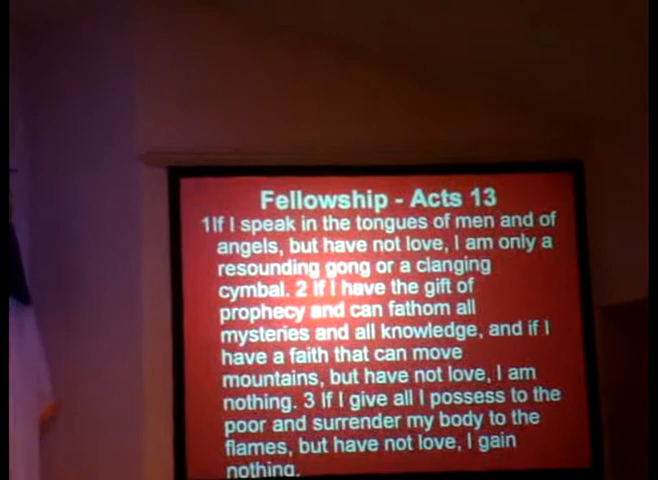 Fellowship - Acts 13
1If I speak in the tongues of men and of
angels, but have not love, I am only a
resounding gong or a clanging
cymbal. 2 If I have the gift of
prophecy and can fathom all
mysteries and all knowledge, and if I
have a faith that can move
mountains, but have not love, I am
nothing. 3 If I give all I possess to the
poor and surrender my body to the
flames, but have not love, I gain
nothing.